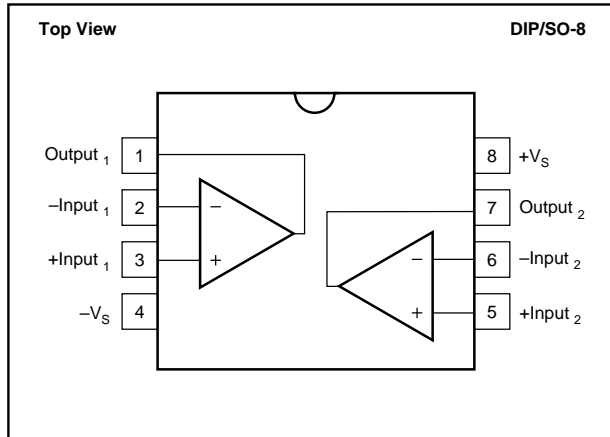 Top View
DIP/SO-8
Output 1
1
–Input 1
2
+Input 1
3
–VS
4
8
+VS
7
Output 2
6
–Input 2
5
+Input 2
–
+
–
+